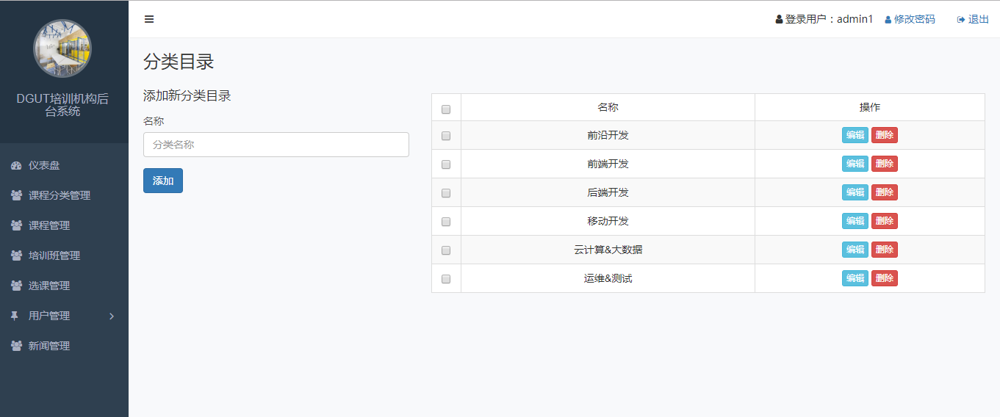 登录用户：admin1 修改密码 退出
DGUT培训机构后
台系统
仪表盘
课程分类管理
课程管理
培训班管理
选课管理
用户管理
新闻管理
分类目录
添加新分类目录
名称
分类名称
添加
名称 操作
前沿开发 编辑 删除
前端开发 编辑 删除
后端开发 编辑 删除
移动开发 编辑 删除
云计算&大数据 编辑 删除
运维&测试 编辑 删除